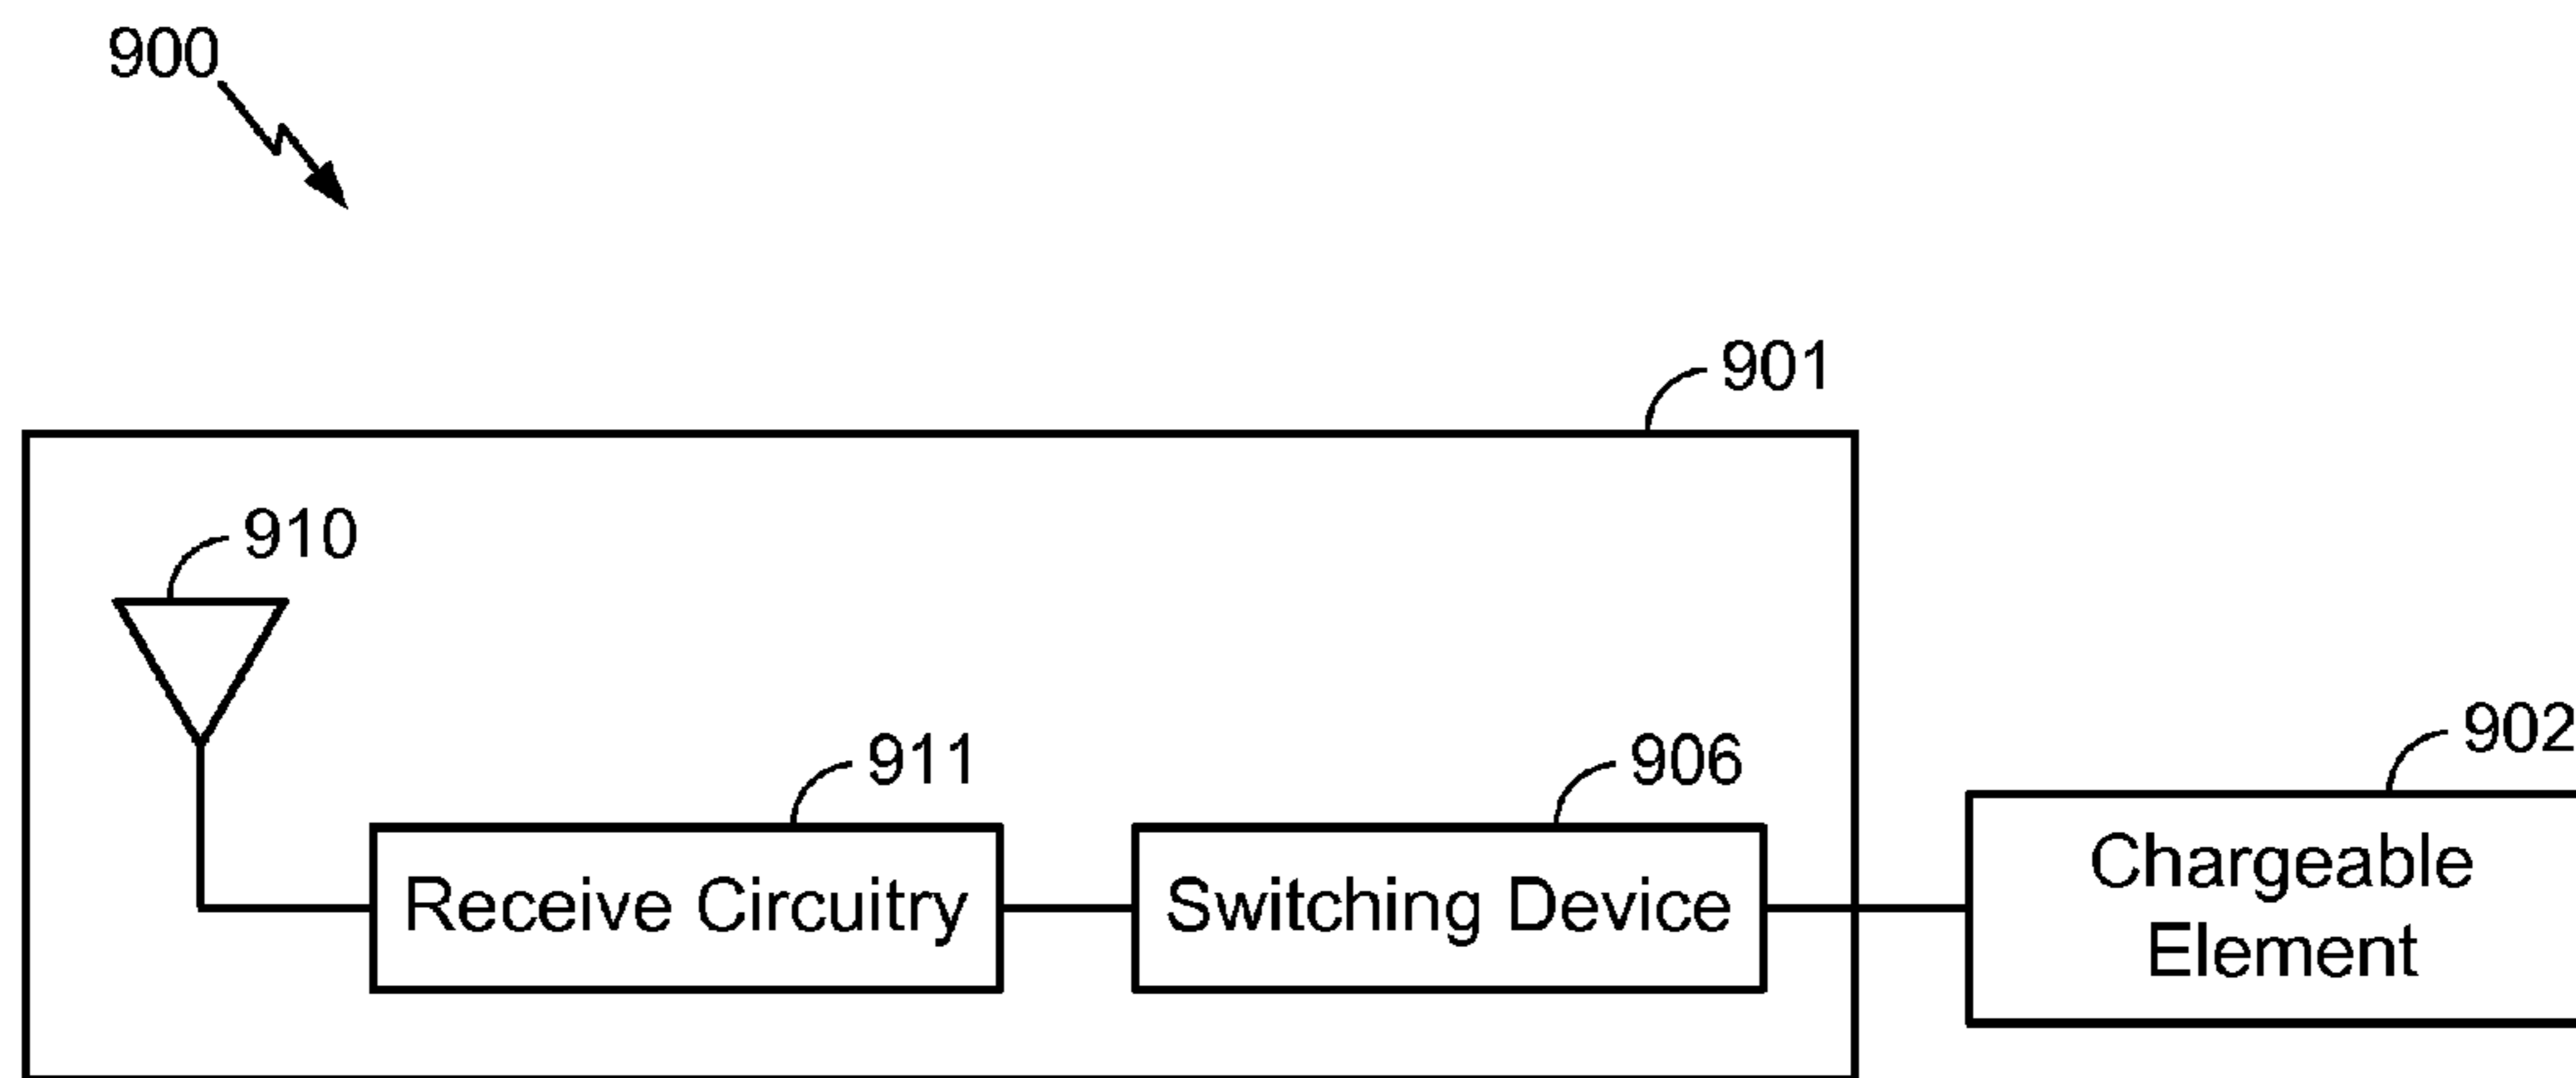 900
901
910
911
906
902
Receive Circuitry
Switching Device
Chargeable
Element